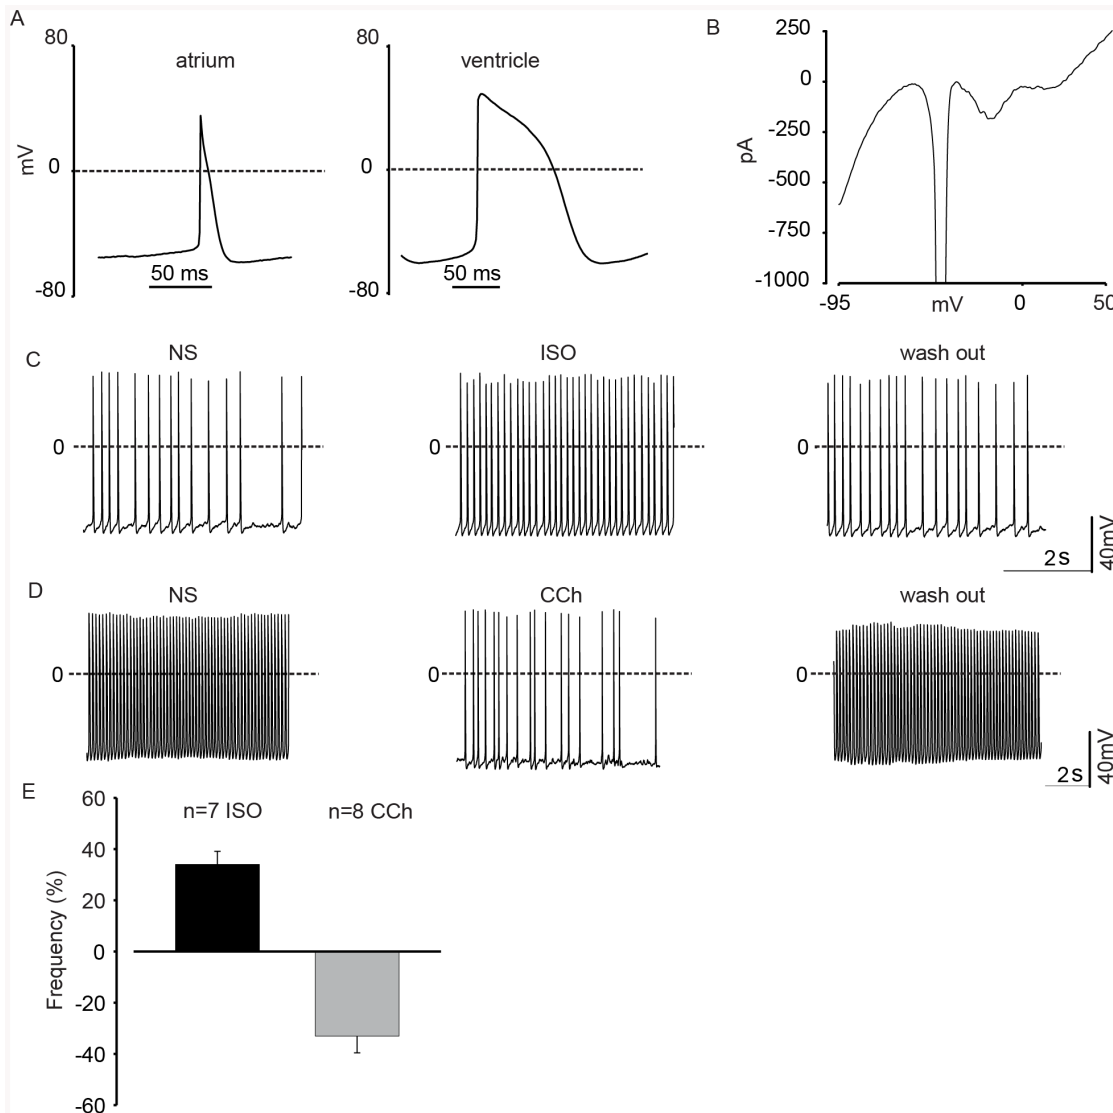 A
atrium
ventricle
80
0
-80
mV
50 ms
80
0
-80
50 ms
B
250
0
-250
-500
-750
-1000
pA
-95
mV
0
50
C
NS
ISO
wash out
0
0
0
2s
40mV
D
NS
CCh
wash out
0
0
0
2s
40mV
E
n=7 ISO
n=8 CCh
60
40
20
0
-20
-40
-60
Frequency (%)